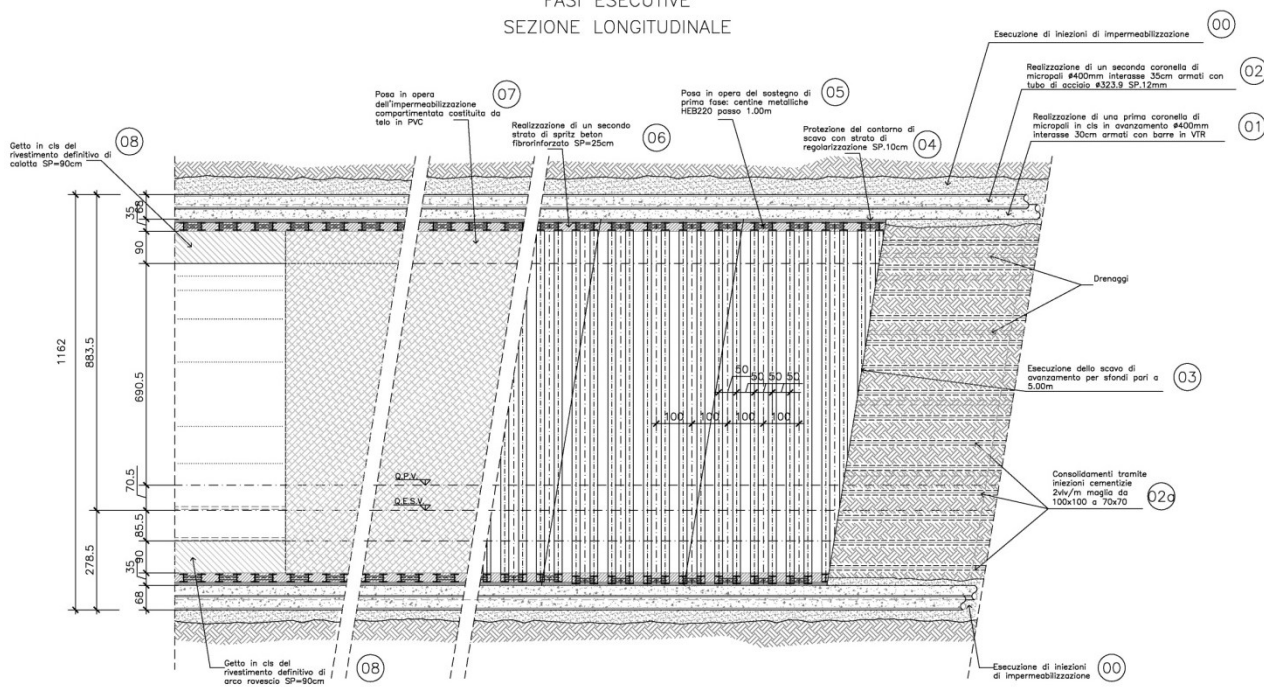 FASI ESECUTIVE
SEZIONE LONGITUDINALE
00
Esecuzione di iniezioni di impermeabilizzazione
Realizzazione di un seconda coronella di
micropali Ø400mm interasse 35cm armati con
tubo di acciaio Ø323.9 SP.12mm
02
Realizzazione di una prima coronella di
micropali in cls in avanzamento Ø400mm
interasse 30cm armati con barre in VTR
01
Posa in opera
dell'impermeabilizzazione
compartimentata costituita da
telo in PVC
07
Posa in opera del sostegno di
prima fase: centine metalliche
HEB220 passo 1.00m
05
Realizzazione di un secondo
strato di spritz beton
fibrorinforzato SP=25cm
06
Protezione del contorno di
scavo con strato di
regolarizzazione SP.10cm
04
08
Getto in cls del
rivestimento definitivo di
calotta SP=90cm
Drenaggi
Esecuzione dello scavo di
avanzamento per sfondi pari a
5.00m
03
Consolidamenti tramite
iniezioni cementizie
2vlv/m maglia da
100x100 a 70x70
02a
1162
883.5
278.5
68
35
90
690.5
70.5
85.5
90
35
68
50
50 50 50
100 100 100 100
Q.P.V.
Q.E.S.V.
Getto in cls del
rivestimento definitivo di
arco rovescio SP=90cm
08
Esecuzione di iniezioni
di impermeabilizzazione
00